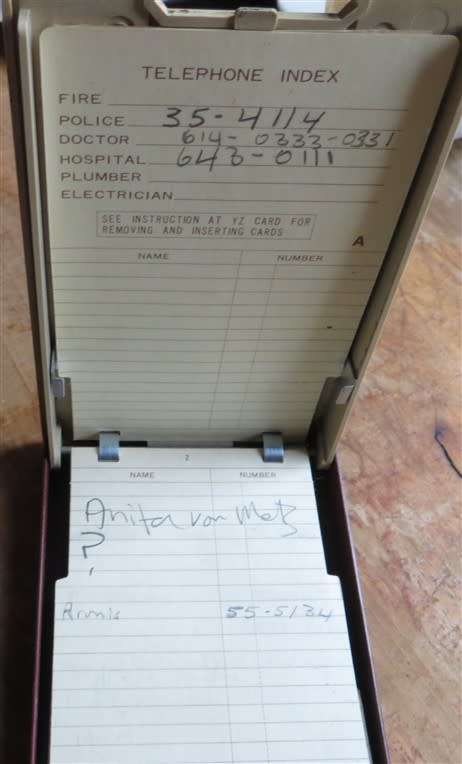 TELEPHONE INDEX
FIRE
POLICE 35-4114
DOCTOR 614-0333-0331
HOSPITAL 643-0111
PLUMBER
ELECTRICIAN
SEE INSTRUCTION AT YZ CARD FOR
REMOVING AND INSERTING CARDS
A
NAME NUMBER
2
NAME NUMBER
Anita von Metz
?
55-5134